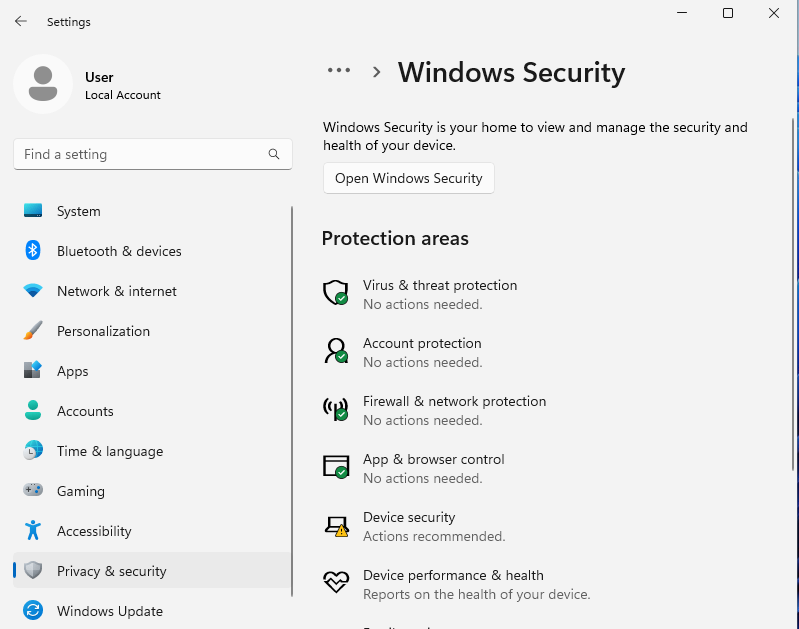 Settings
User
Local Account
Find a setting
System
Bluetooth & devices
Network & internet
Personalization
Apps
Accounts
Time & language
Gaming
Accessibility
Privacy & security
Windows Update
Windows Security
Windows Security is your home to view and manage the security and
health of your device.
Open Windows Security
Protection areas
Virus & threat protection
No actions needed.
Account protection
No actions needed.
Firewall & network protection
No actions needed.
App & browser control
No actions needed.
Device security
Actions recommended.
Device performance & health
Reports on the health of your device.